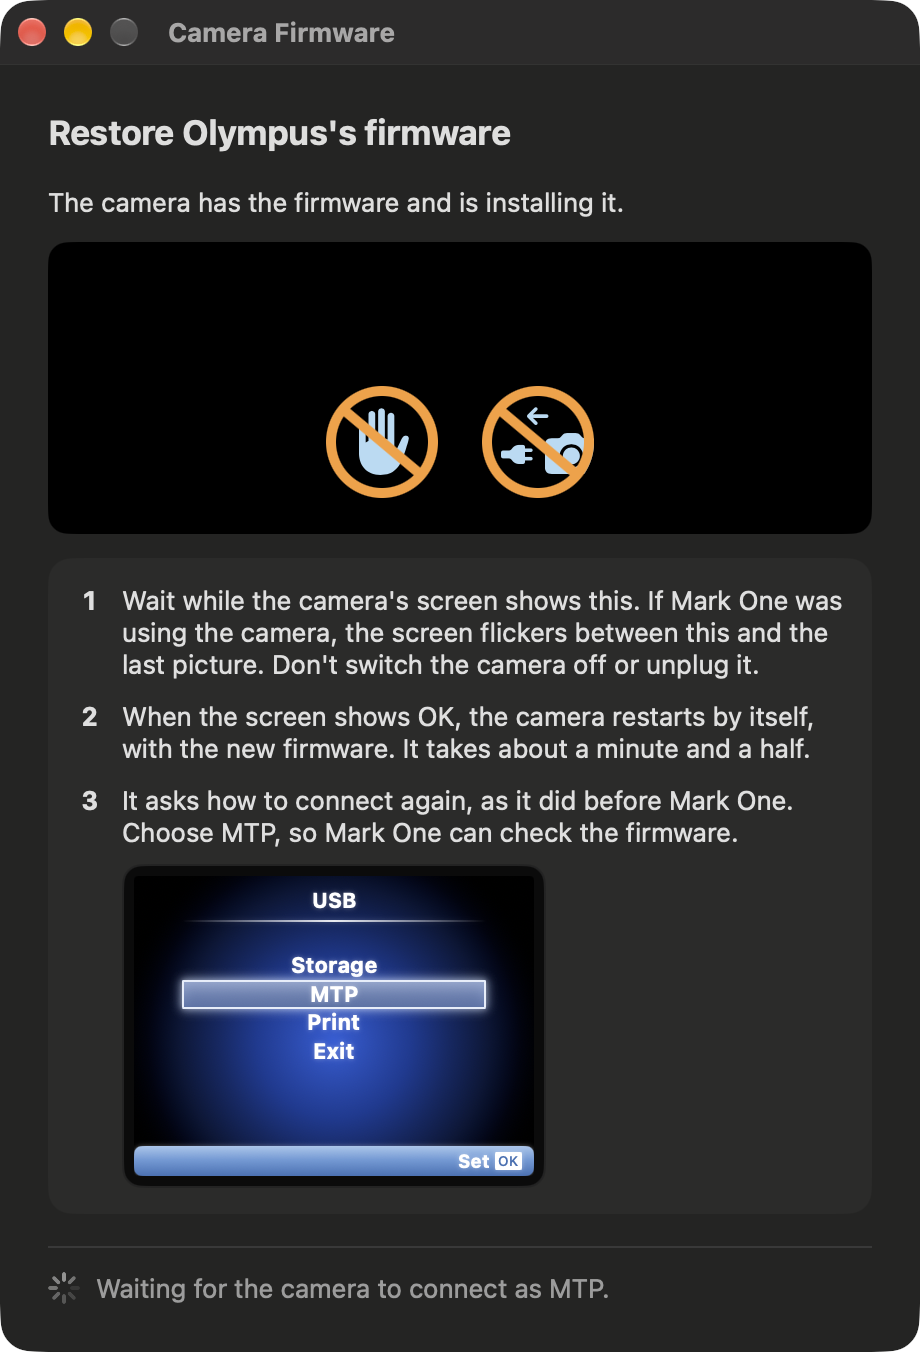 Camera Firmware
Restore Olympus's firmware
The camera has the firmware and is installing it.
1 Wait while the camera's screen shows this. If Mark One was
using the camera, the screen flickers between this and the
last picture. Don't switch the camera off or unplug it.
2 When the screen shows OK, the camera restarts by itself,
with the new firmware. It takes about a minute and a half.
3 It asks how to connect again, as it did before Mark One.
Choose MTP, so Mark One can check the firmware.
USB
Storage
MTP
Print
Exit
Set OK
Waiting for the camera to connect as MTP.